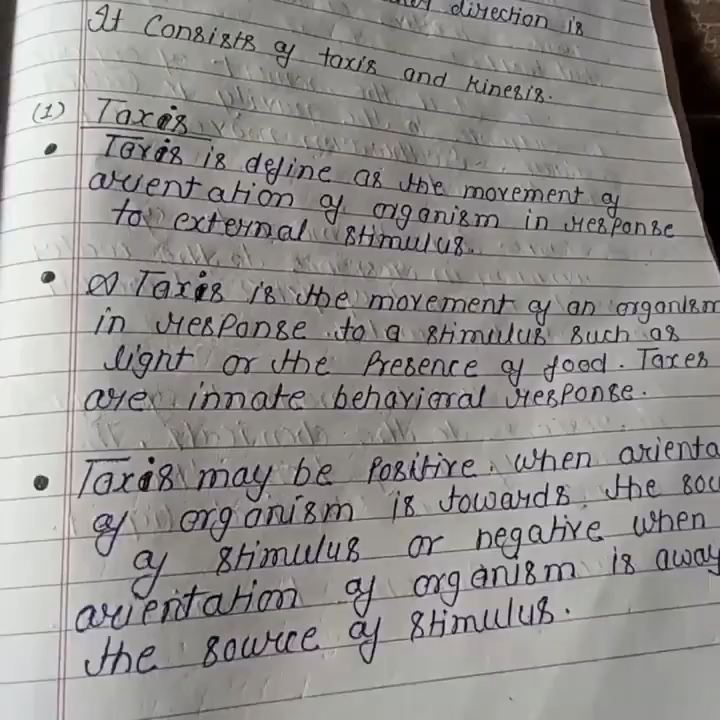 direction is
It Consists of taxis and kinesis.
(1) Taxis
• Taxis is define as the movement of
arientation of organism in response
to external stimulus.
• Taxis is the movement of an organism
in response to a stimulus such as
light or the Presence of food. Taxes
are innate behavioral response.
• Taxis may be Positive, when arienta
of organism is towards the sou
of stimulus or negative when
arientation of organism is away
the source of stimulus.